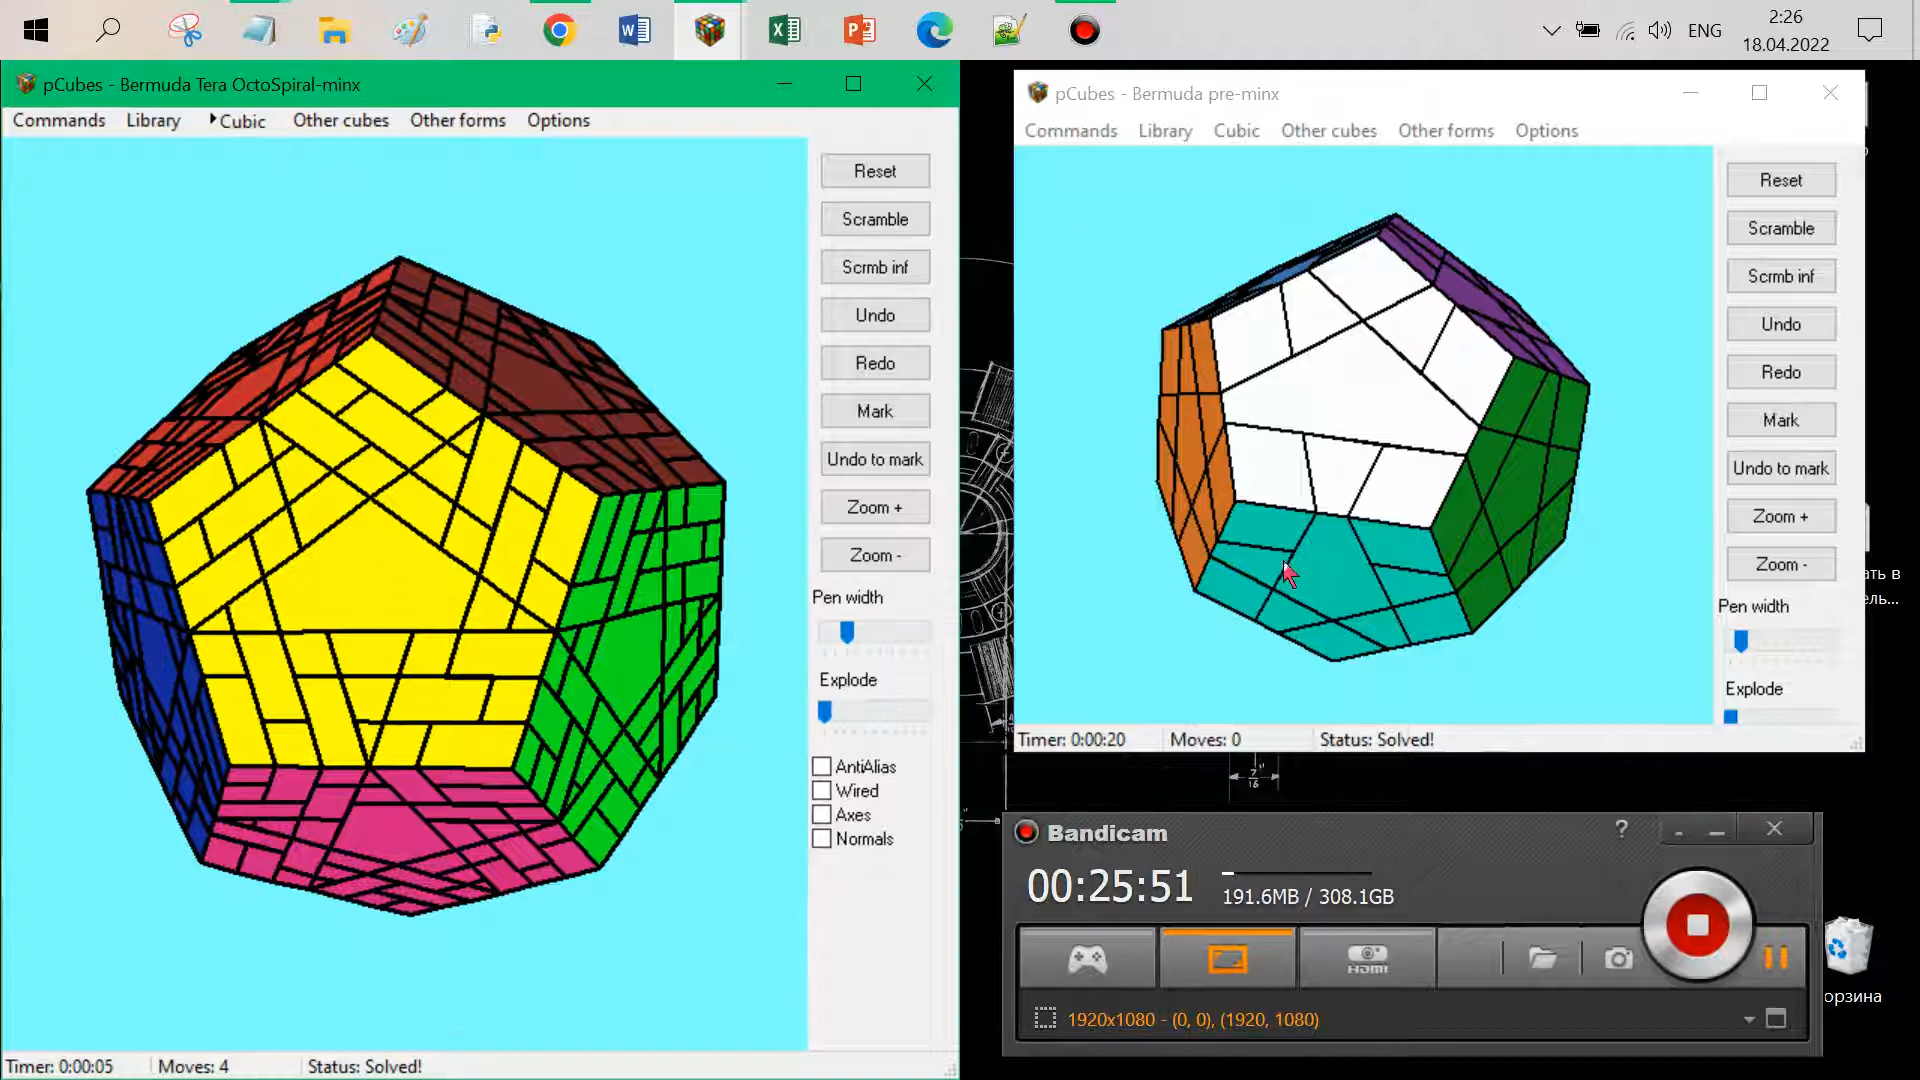 ENG
2:26
18.04.2022
pCubes - Bermuda Tera OctoSpiral-minx
Commands Library Cubic Other cubes Other forms Options
Reset
Scramble
Scrmb inf
Undo
Redo
Mark
Undo to mark
Zoom +
Zoom -
Pen width
Explode
AntiAlias
Wired
Axes
Normals
Timer: 0:00:05 Moves: 4 Status: Solved!
pCubes - Bermuda pre-minx
Commands Library Cubic Other cubes Other forms Options
Reset
Scramble
Scrmb inf
Undo
Redo
Mark
Undo to mark
Zoom +
Zoom -
Pen width
Explode
Timer: 0:00:20 Moves: 0 Status: Solved!
ать в
ель...
7"
16
Bandicam
00:25:51
191.6MB / 308.1GB
HDMI
1920x1080 - (0, 0), (1920, 1080)
орзина